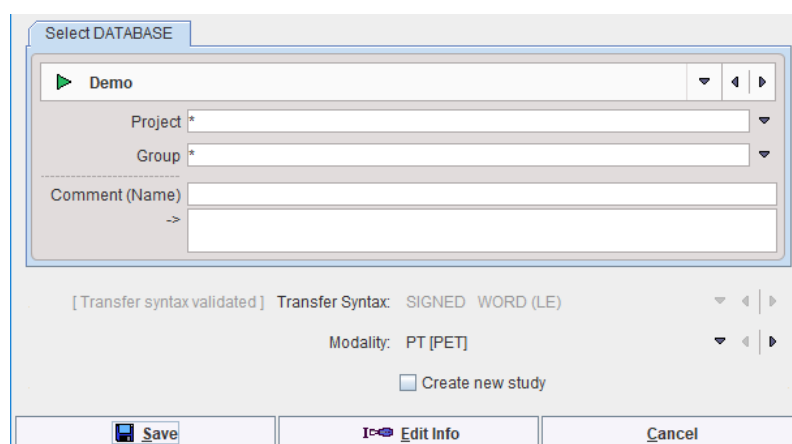 Select DATABASE
Demo
Project *
Group *
Comment (Name)
->
[ Transfer syntax validated ] Transfer Syntax: SIGNED WORD (LE)
Modality: PT [PET]
Create new study
Save Edit Info Cancel